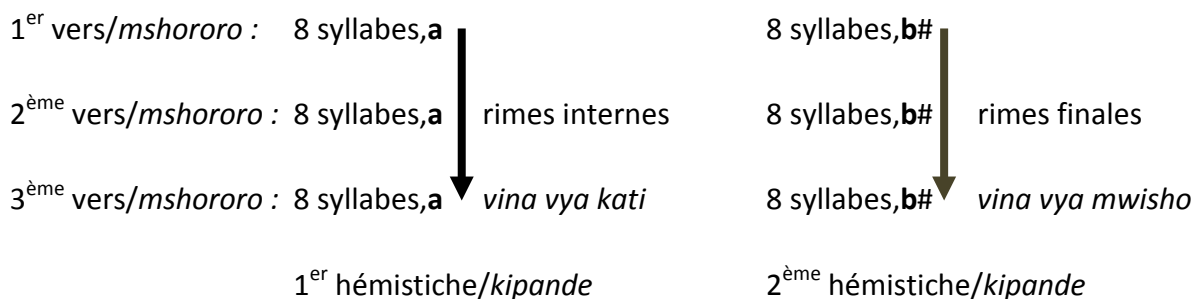 1er vers/mshororo : 8 syllabes,a 8 syllabes,b#
2ème vers/mshororo : 8 syllabes,a rimes internes 8 syllabes,b# rimes finales
3ème vers/mshororo : 8 syllabes,a vina vya kati 8 syllabes,b# vina vya mwisho
1er hémistiche/kipande 2ème hémistiche/kipande